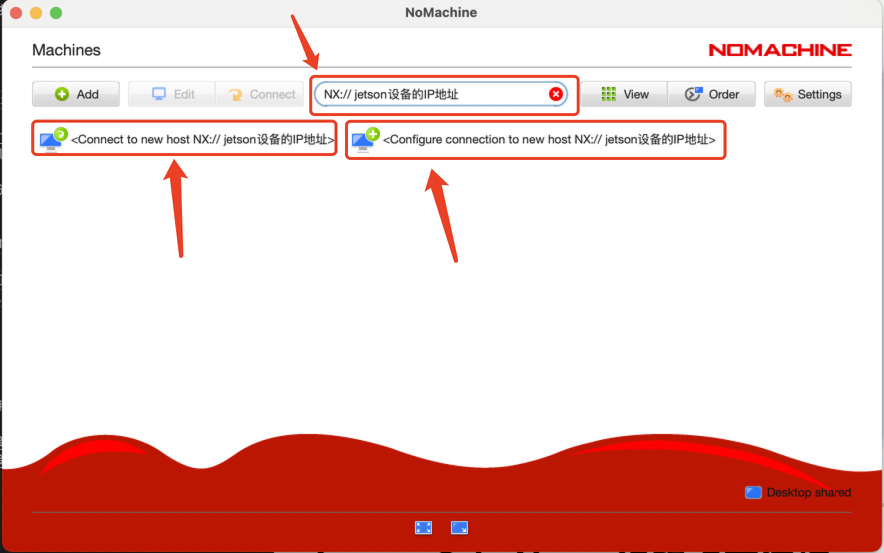 NoMachine
Machines
NOMACHINE
Add
Edit
Connect
NX:// jetson设备的IP地址
View
Order
Settings
<Connect to new host NX:// jetson设备的IP地址>
<Configure connection to new host NX:// jetson设备的IP地址>
Desktop shared